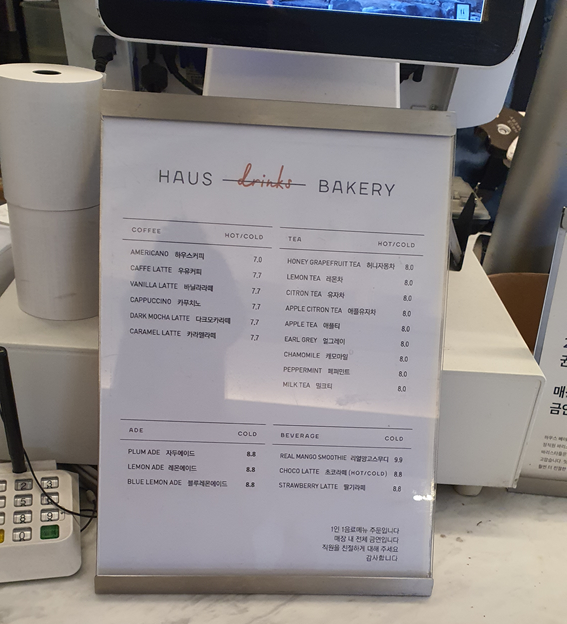 HAUS drinks BAKERY
COFFEE HOT/COLD
AMERICANO 하우스커피 7.0
CAFFE LATTE 우유커피 7.7
VANILLA LATTE 바닐라라떼 7.7
CAPPUCCINO 카푸치노 7.7
DARK MOCHA LATTE 다크모카라떼 7.7
CARAMEL LATTE 카라멜라떼 7.7
TEA HOT/COLD
HONEY GRAPEFRUIT TEA 허니자몽차 8.0
LEMON TEA 레몬차 8.0
CITRON TEA 유자차 8.0
APPLE CITRON TEA 애플유자차 8.0
APPLE TEA 애플티 8.0
EARL GREY 얼그레이 8.0
CHAMOMILE 캐모마일 8.0
PEPPERMINT 페퍼민트 8.0
MILK TEA 밀크티 8.0
ADE COLD
PLUM ADE 자두에이드 8.8
LEMON ADE 레몬에이드 8.8
BLUE LEMON ADE 블루레몬에이드 8.8
BEVERAGE COLD
REAL MANGO SMOOTHIE 리얼망고스무디 9.9
CHOCO LATTE 초코라떼 (HOT/COLD) 8.8
STRAWBERRY LATTE 딸기라떼 8.8
1인 1음료메뉴 주문입니다
매장 내 전체 금연입니다
직원을 친절하게 대해 주세요
감사합니다